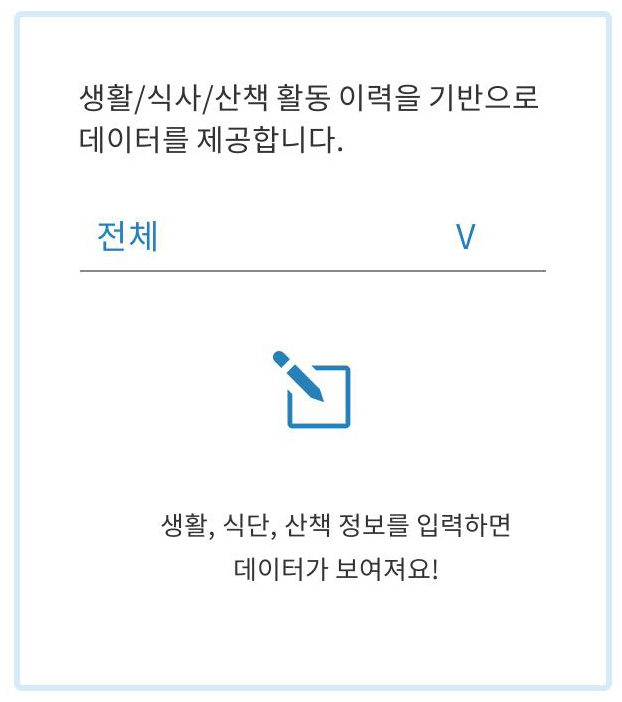 생활/식사/산책 활동 이력을 기반으로
데이터를 제공합니다.
전체 V
생활, 식단, 산책 정보를 입력하면
데이터가 보여져요!